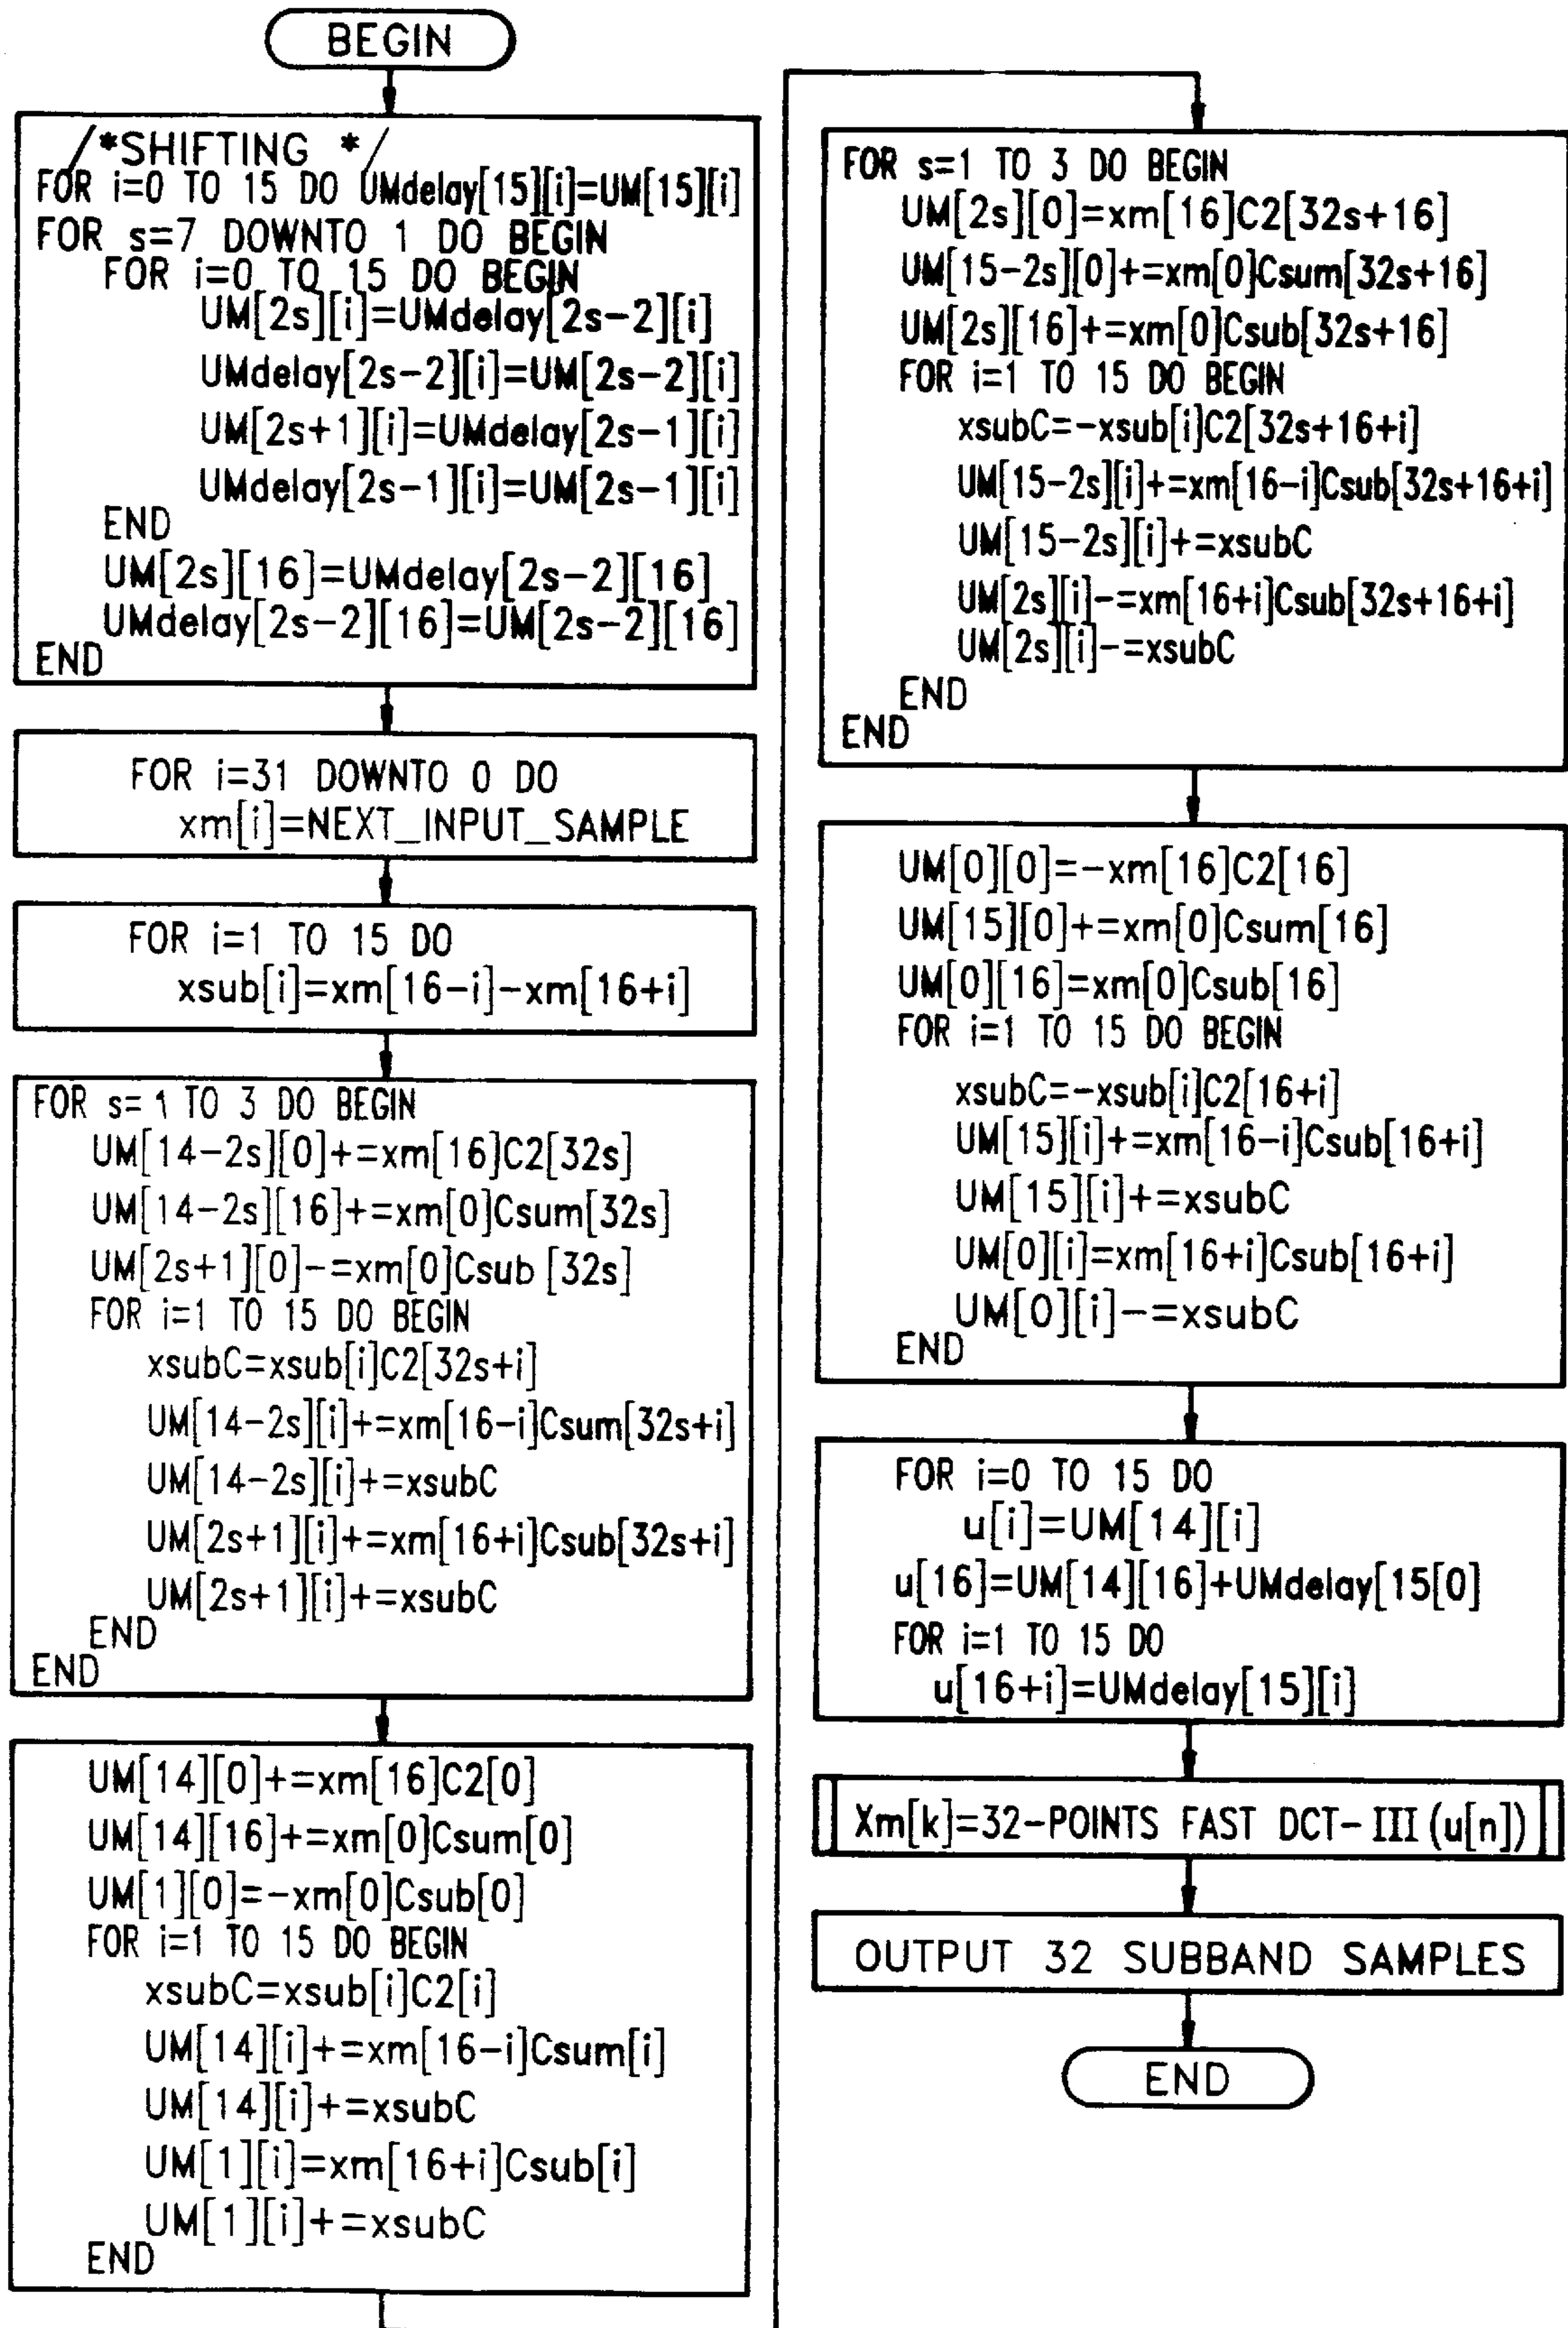 BEGIN
/*SHIFTING */
FOR i=0 TO 15 DO UMdelay[15][i]=UM[15][i]
FOR s=7 DOWNTO 1 DO BEGIN
FOR i=0 TO 15 DO BEGIN
UM[2s][i]=UMdelay[2s-2][i]
UMdelay[2s-2][i]=UM[2s-2][i]
UM[2s+1][i]=UMdelay[2s-1][i]
UMdelay[2s-1][i]=UM[2s-1][i]
END
UM[2s][16]=UMdelay[2s-2][16]
UMdelay[2s-2][16]=UM[2s-2][16]
END
FOR i=31 DOWNTO 0 DO
xm[i]=NEXT_INPUT_SAMPLE
FOR i=1 TO 15 DO
xsub[i]=xm[16-i]-xm[16+i]
FOR s=1 TO 3 DO BEGIN
UM[14-2s][0]+=xm[16]C2[32s]
UM[14-2s][16]+=xm[0]Csum[32s]
UM[2s+1][0]-=xm[0]Csub[32s]
FOR i=1 TO 15 DO BEGIN
xsubC=xsub[i]C2[32s+i]
UM[14-2s][i]+=xm[16-i]Csum[32s+i]
UM[14-2s][i]+=xsubC
UM[2s+1][i]+=xm[16+i]Csub[32s+i]
UM[2s+1][i]+=xsubC
END
END
UM[14][0]+=xm[16]C2[0]
UM[14][16]+=xm[0]Csum[0]
UM[1][0]=-xm[0]Csub[0]
FOR i=1 TO 15 DO BEGIN
xsubC=xsub[i]C2[i]
UM[14][i]+=xm[16-i]Csum[i]
UM[14][i]+=xsubC
UM[1][i]=xm[16+i]Csub[i]
UM[1][i]+=xsubC
END
FOR s=1 TO 3 DO BEGIN
UM[2s][0]=xm[16]C2[32s+16]
UM[15-2s][0]+=xm[0]Csum[32s+16]
UM[2s][16]+=xm[0]Csub[32s+16]
FOR i=1 TO 15 DO BEGIN
xsubC=-xsub[i]C2[32s+16+i]
UM[15-2s][i]+=xm[16-i]Csub[32s+16+i]
UM[15-2s][i]+=xsubC
UM[2s][i]-=xm[16+i]Csub[32s+16+i]
UM[2s][i]-=xsubC
END
END
UM[0][0]=-xm[16]C2[16]
UM[15][0]+=xm[0]Csum[16]
UM[0][16]=xm[0]Csub[16]
FOR i=1 TO 15 DO BEGIN
xsubC=-xsub[i]C2[16+i]
UM[15][i]+=xm[16-i]Csub[16+i]
UM[15][i]+=xsubC
UM[0][i]=xm[16+i]Csub[16+i]
UM[0][i]-=xsubC
END
FOR i=0 TO 15 DO
u[i]=UM[14][i]
u[16]=UM[14][16]+UMdelay[15[0]
FOR i=1 TO 15 DO
u[16+i]=UMdelay[15][i]
Xm[k]=32-POINTS FAST DCT-III(u[n])
OUTPUT 32 SUBBAND SAMPLES
END